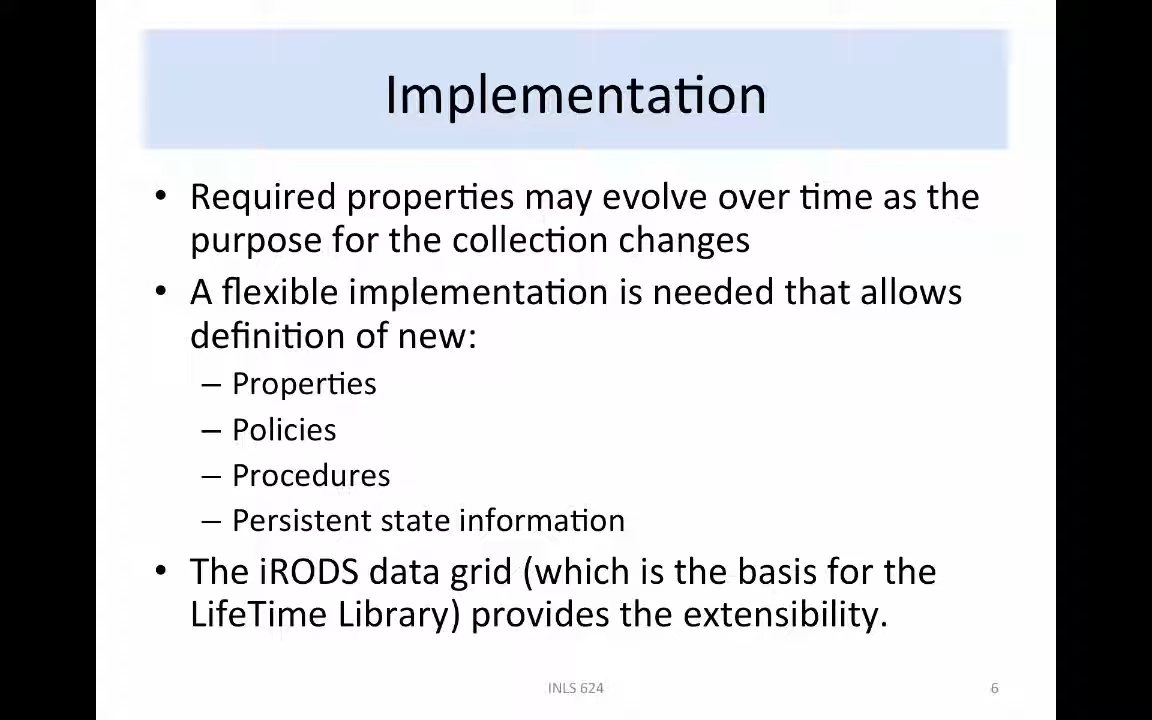 Implementation
• Required properties may evolve over time as the
purpose for the collection changes
• A flexible implementation is needed that allows
definition of new:
– Properties
– Policies
– Procedures
– Persistent state information
• The iRODS data grid (which is the basis for the
LifeTime Library) provides the extensibility.
INLS 624
6